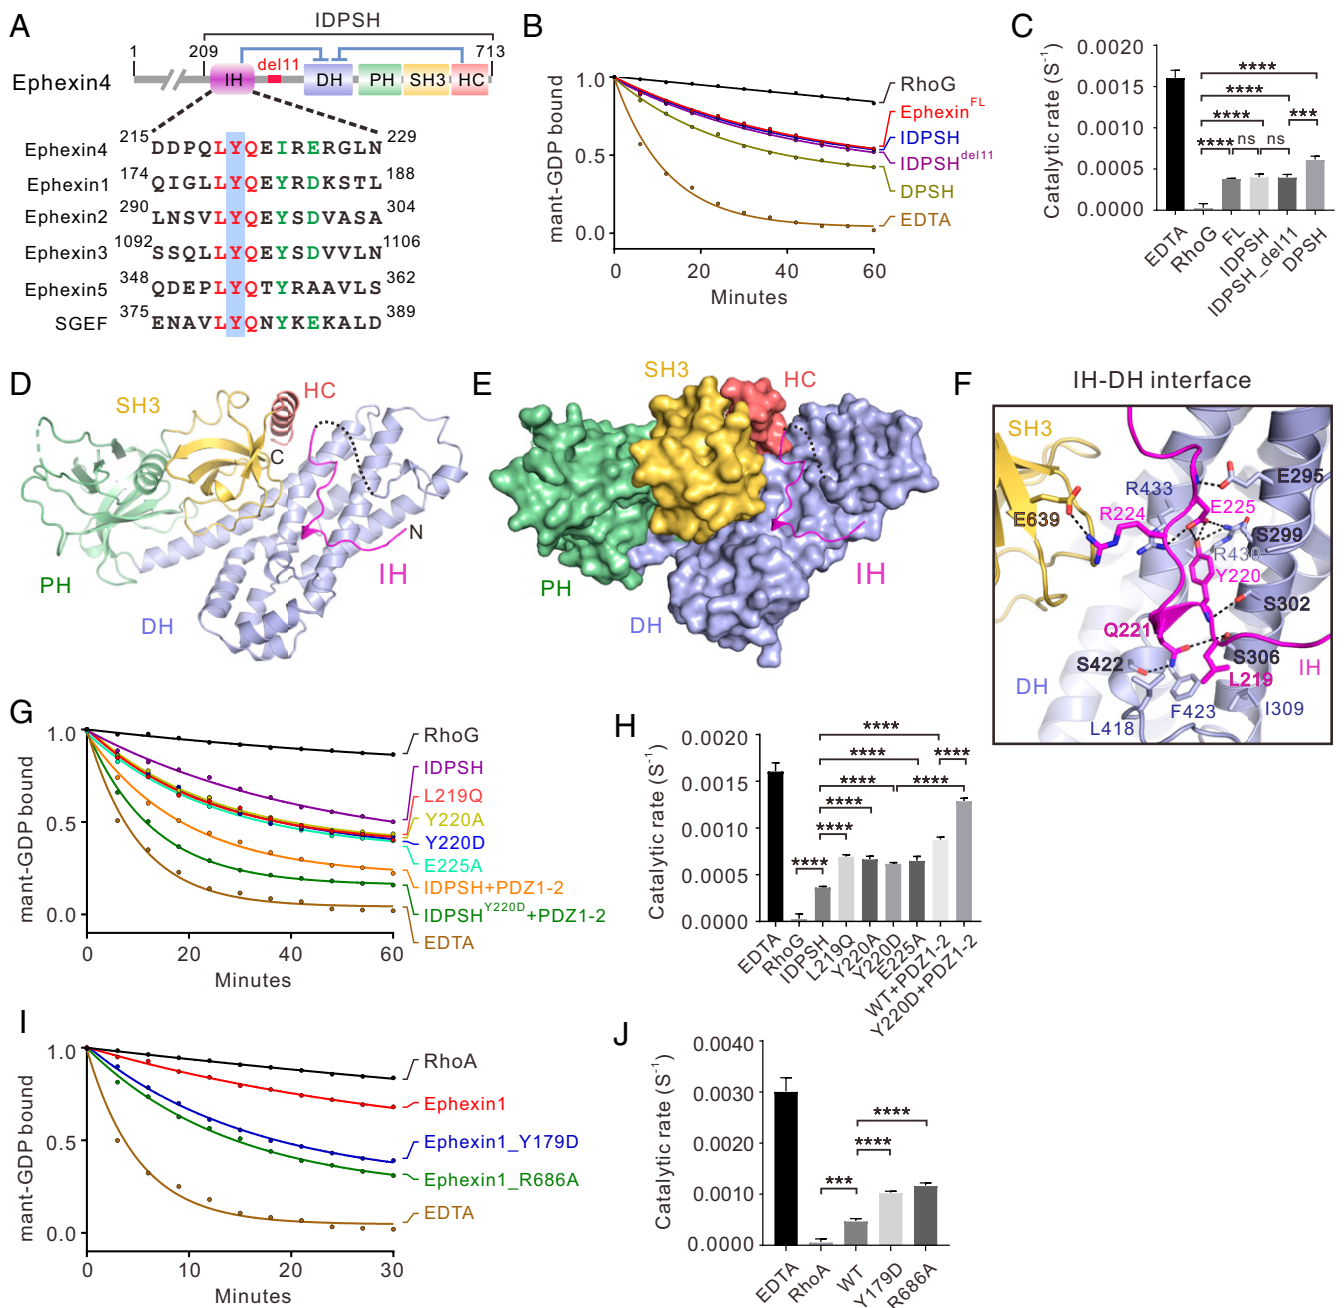 A
IDPSH
1 209 del11 713
Ephexin4 IH DH PH SH3 HC
215 229
Ephexin4 DDPQLYQEIRERGLN
174 188
Ephexin1 QIGLLYQEYRDKSTL
290 304
Ephexin2 LNSVLYQEYSDVASA
1092 1106
Ephexin3 SSQLLYQEYSDVVLN
348 362
Ephexin5 QDEPLYQTYRAAVLS
375 389
SGEF ENAVLYQNYKEKALD
B
mant-GDP bound
1.0
0.5
0.0
0 20 40 60
Minutes
RhoG
Ephexin^FL
IDPSH
IDPSH^del11
DPSH
EDTA
C
Catalytic rate (S^-1)
0.0020
0.0015
0.0010
0.0005
0.0000
****
****
**** ***
**** ns ns
EDTA RhoG FL IDPSH IDPSH_del11 DPSH
D
SH3 HC
C
N
IH
PH
DH
E
SH3 HC
PH DH IH
F
IH-DH interface
SH3
E639
R433
R224
E295
E225
S299
R430
Y220
S302
Q221
S422
S306
L219
IH
DH
L418
F423
I309
G
mant-GDP bound
1.0
0.5
0.0
0 20 40 60
Minutes
RhoG
IDPSH
L219Q
Y220A
Y220D
E225A
IDPSH+PDZ1-2
IDPSH^Y220D+PDZ1-2
EDTA
H
Catalytic rate (S^-1)
0.0020
0.0015
0.0010
0.0005
0.0000
****
**** ****
**** ****
****
****
****
EDTA RhoG IDPSH L219Q Y220A Y220D E225A WT+PDZ1-2 Y220D+PDZ1-2
I
mant-GDP bound
1.0
0.5
0.0
0 10 20 30
Minutes
RhoA
Ephexin1
Ephexin1_Y179D
Ephexin1_R686A
EDTA
J
Catalytic rate (S^-1)
0.0040
0.0030
0.0020
0.0010
0.0000
****
****
***
EDTA RhoA WT Y179D R686A